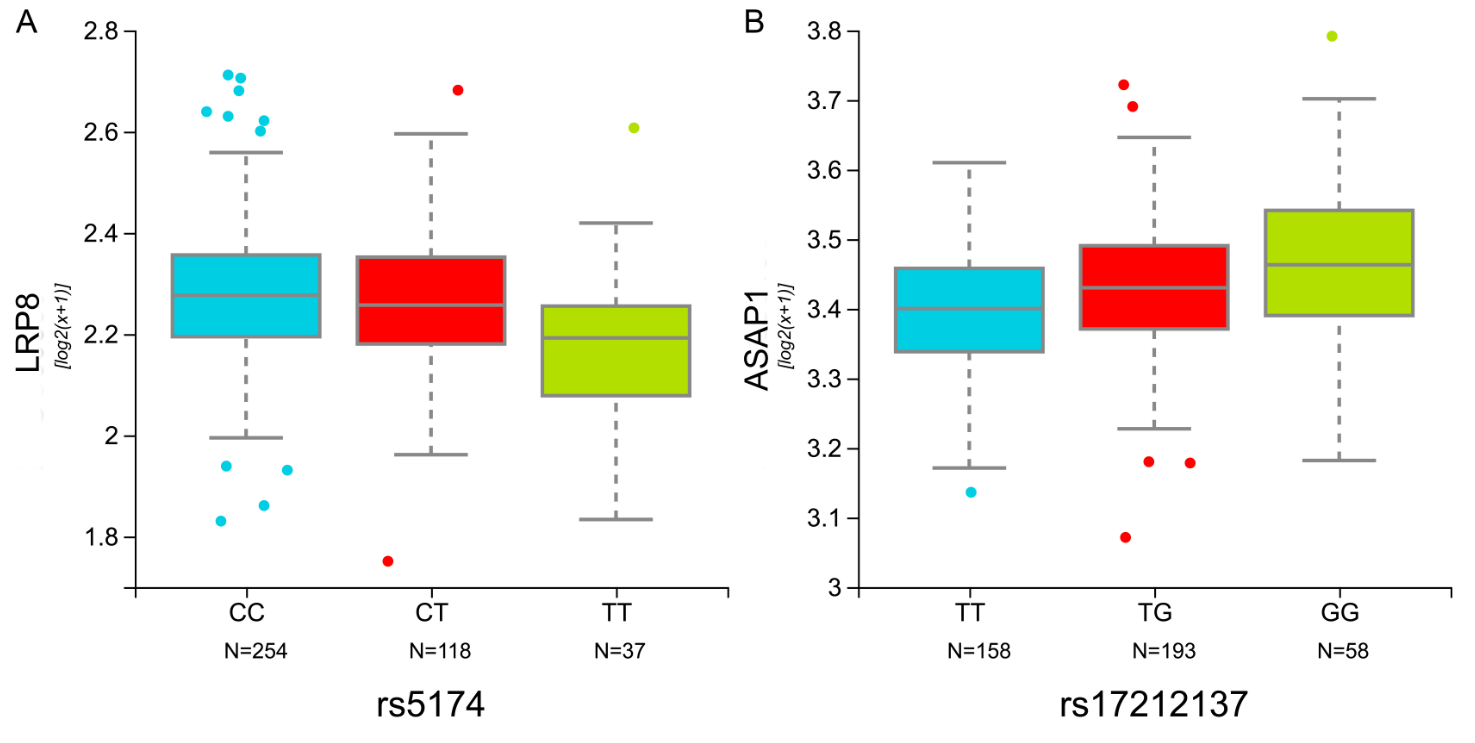 A
2.8
2.6
2.4
2.2
2
1.8
LRP8
[log2(x+1)]
CC
CT
TT
N=254
N=118
N=37
rs5174
B
3.8
3.7
3.6
3.5
3.4
3.3
3.2
3.1
3
ASAP1
[log2(x+1)]
TT
TG
GG
N=158
N=193
N=58
rs17212137